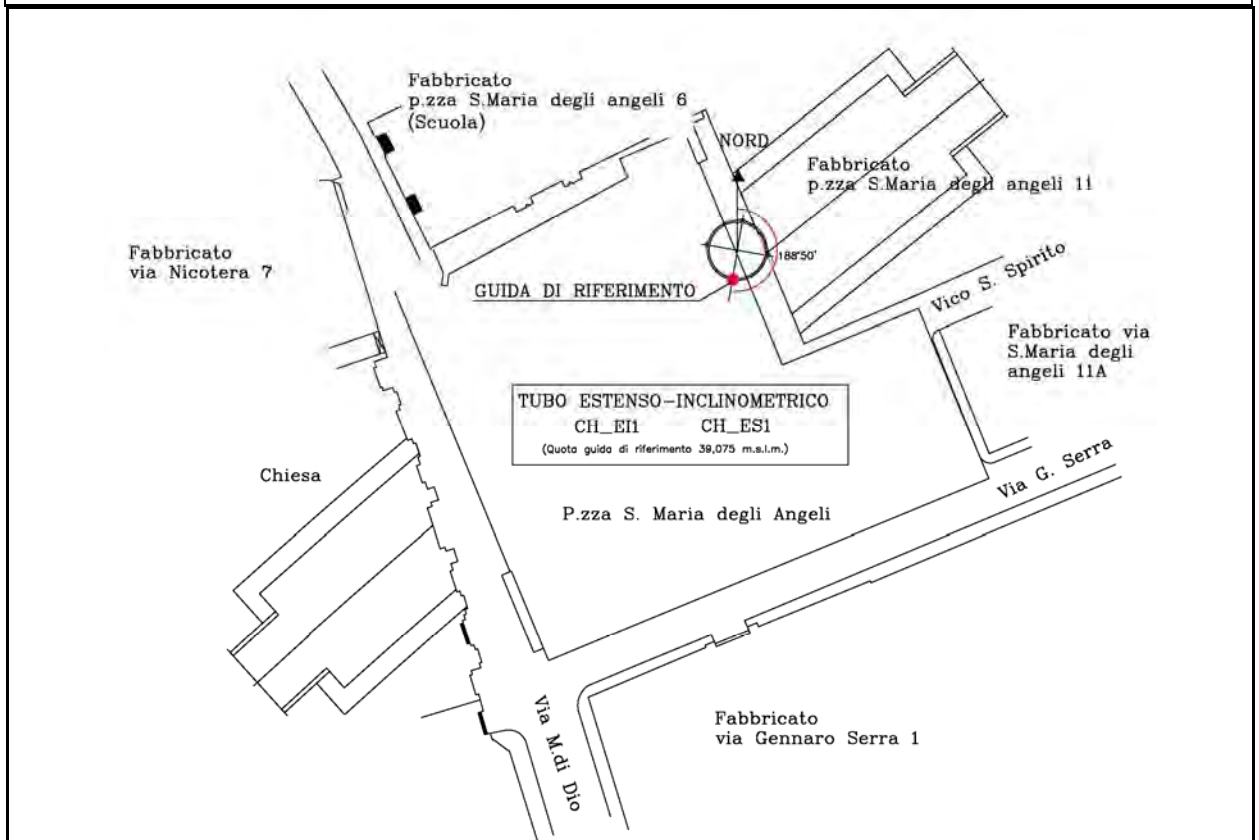 Fabbricato
p.zza S.Maria degli angeli 6
(Scuola)
NORD
Fabbricato
p.zza S.Maria degli angeli 11
Fabbricato
via Nicotera 7
188°50'
GUIDA DI RIFERIMENTO
Vico S. Spirito
Fabbricato via
S.Maria degli
angeli 11A
TUBO ESTENSO-INCLINOMETRICO
CH_EI1 CH_ES1
(Quota guida di riferimento 39,075 m.s.l.m.)
Chiesa
Via G. Serra
P.zza S. Maria degli Angeli
Via M.di Dio
Fabbricato
via Gennaro Serra 1